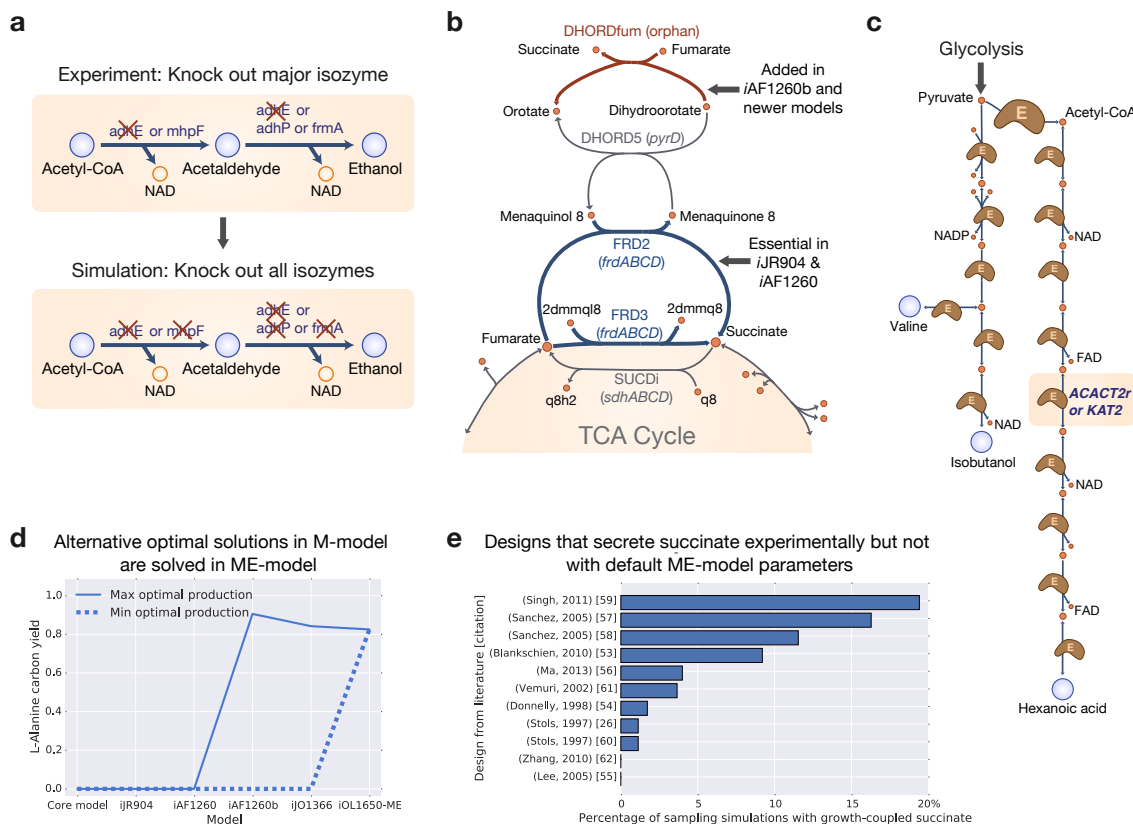 a
Experiment: Knock out major isozyme
adhE or mhpF
adhE or
adhP or frmA
Acetyl-CoA
Acetaldehyde
Ethanol
NAD
NAD
Simulation: Knock out all isozymes
adhE or mhpF
adhE or
adhP or frmA
Acetyl-CoA
Acetaldehyde
Ethanol
NAD
NAD
b
DHORDfum (orphan)
Succinate
Fumarate
Added in
iAF1260b and
newer models
Orotate
Dihydroorotate
DHORD5 (pyrD)
Menaquinol 8
Menaquinone 8
FRD2
(frdABCD)
Essential in
iJR904 &
iAF1260
2dmmql8
2dmmq8
FRD3
(frdABCD)
Fumarate
Succinate
SUCDi
(sdhABCD)
q8h2
q8
TCA Cycle
c
Glycolysis
Pyruvate
E
Acetyl-CoA
E
E
E
E
NADP
NAD
E
E
Valine
E
E
E
FAD
E
ACACT2r
or KAT2
E
NAD
Isobutanol
E
NAD
E
E
FAD
E
Hexanoic acid
d
Alternative optimal solutions in M-model
are solved in ME-model
Max optimal production
Min optimal production
L-Alanine carbon yield
1.0
0.8
0.6
0.4
0.2
0.0
Core model
iJR904
iAF1260
iAF1260b
iJO1366
iOL1650-ME
Model
e
Designs that secrete succinate experimentally but not
with default ME-model parameters
Design from literature [citation]
(Singh, 2011) [59]
(Sanchez, 2005) [57]
(Sanchez, 2005) [58]
(Blankschien, 2010) [53]
(Ma, 2013) [56]
(Vemuri, 2002) [61]
(Donnelly, 1998) [54]
(Stols, 1997) [26]
(Stols, 1997) [60]
(Zhang, 2010) [62]
(Lee, 2005) [55]
0
5
10
15
20%
Percentage of sampling simulations with growth-coupled succinate